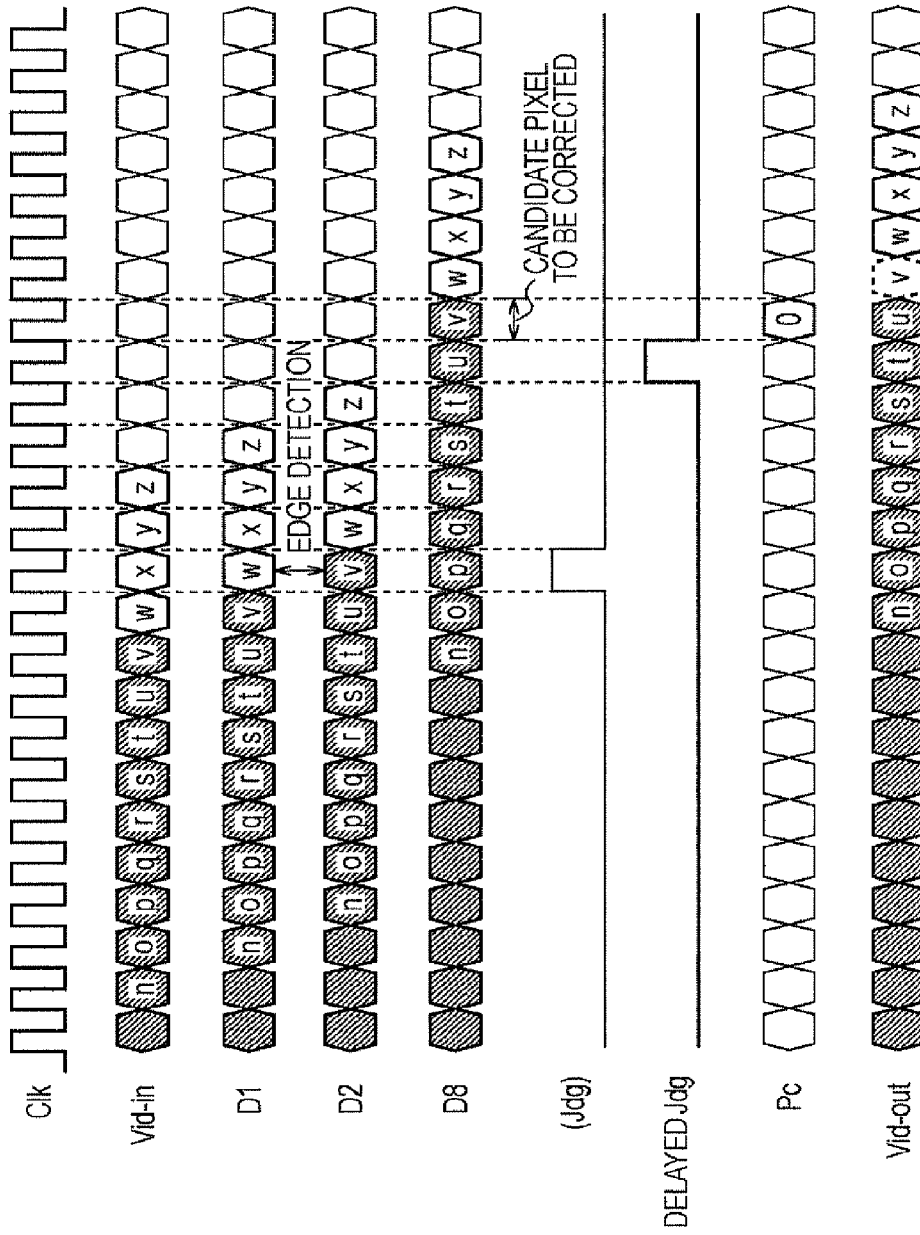 Clk
Vid-in n o p q r s t u v w x y z
D1 n o p q r s t u v w x y z
EDGE DETECTION
D2 n o p q r s t u v w x y z
D8 n o p q r s t u v w x y z
CANDIDATE PIXEL
TO BE CORRECTED
(Jdg)
DELAYED Jdg
Pc 0
Vid-out n o p q r s t u v w x y z